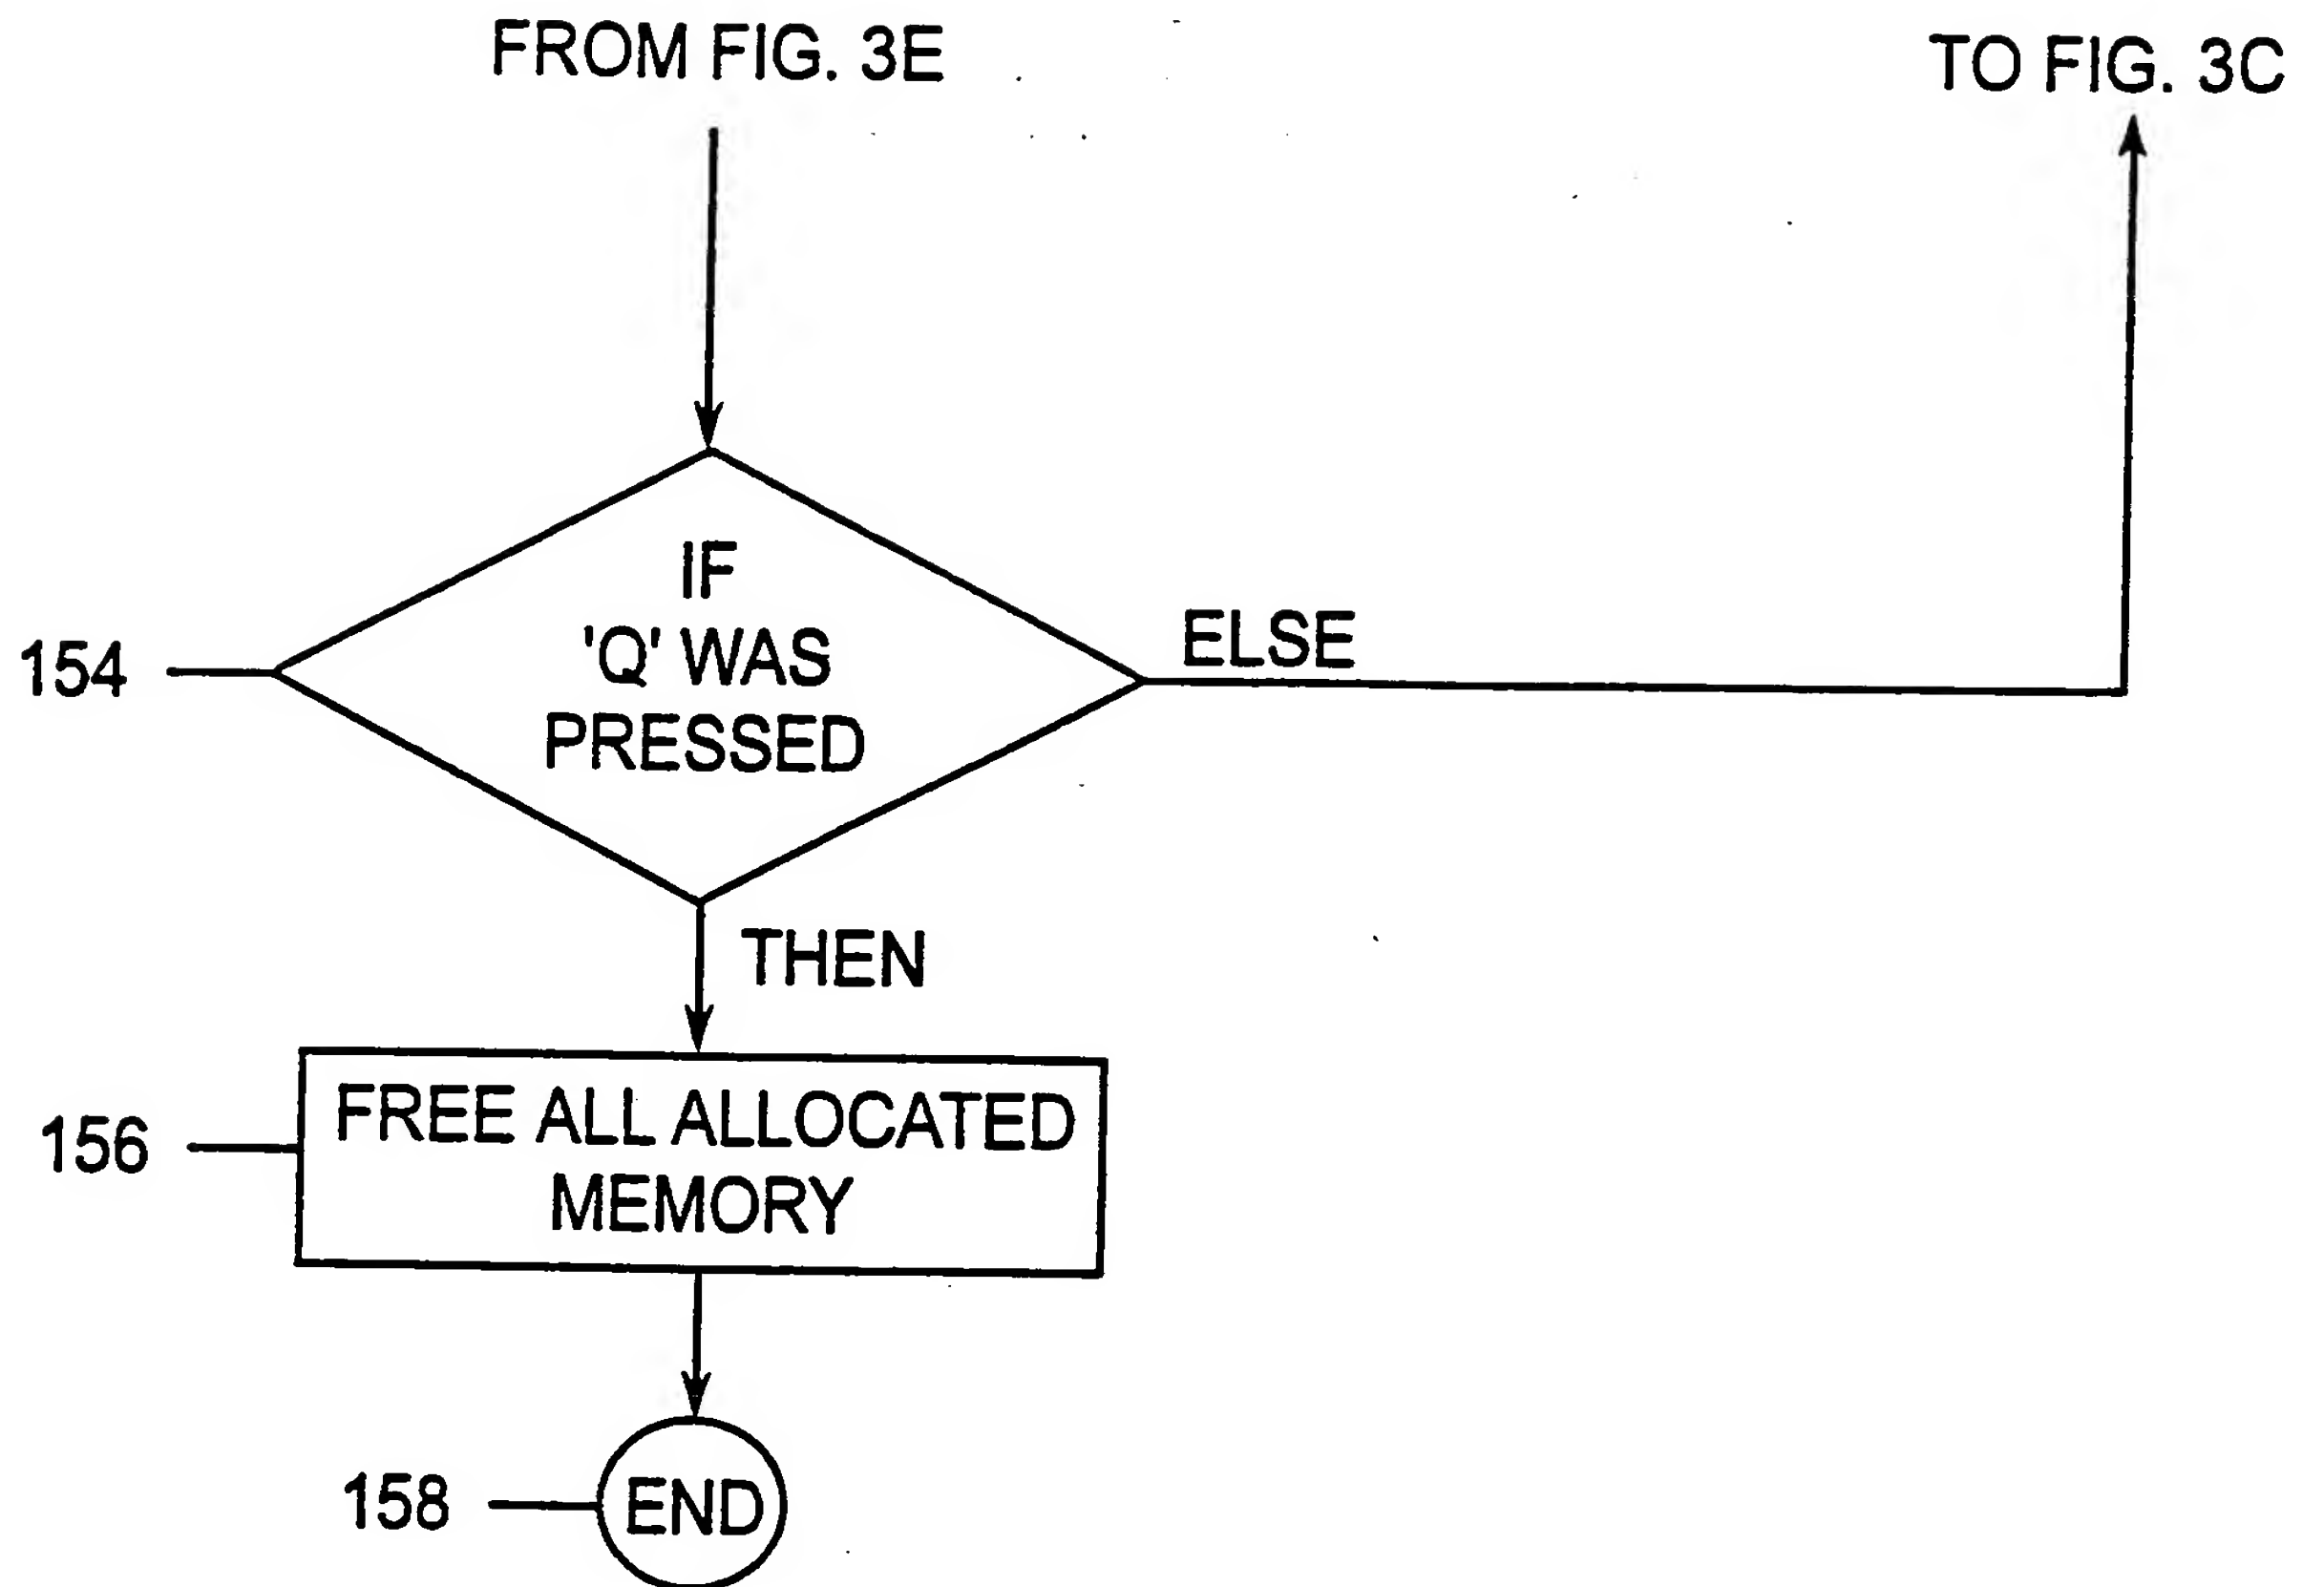 FROM FIG. 3E
TO FIG. 3C
IF
'Q' WAS
PRESSED
154
ELSE
THEN
FREE ALL ALLOCATED
MEMORY
156
158
END